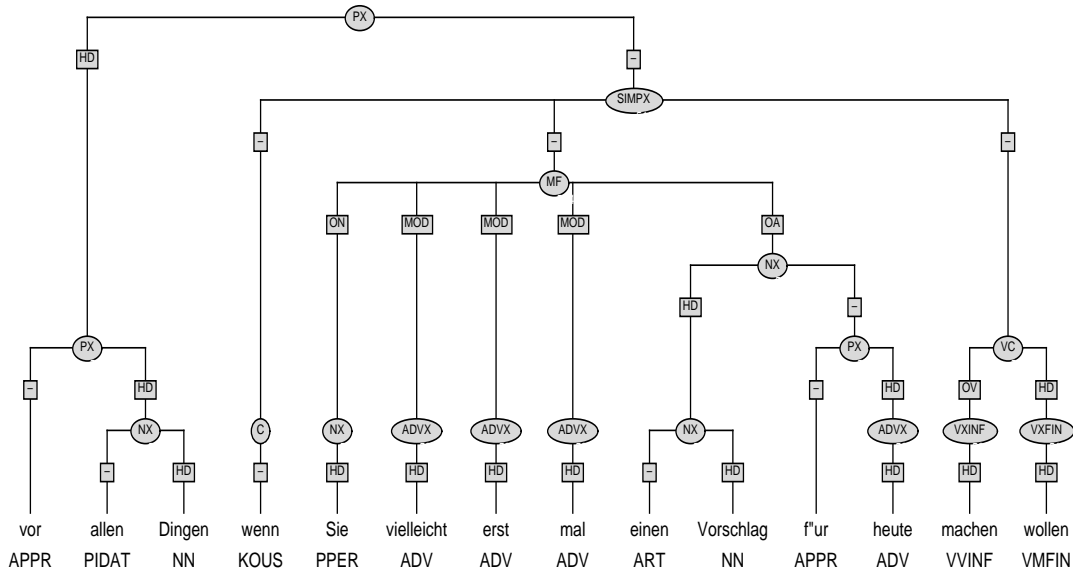 PX
HD –
SIMPX
– – –
MF
ON MOD MOD MOD OA
NX
HD –
PX PX VC
– HD – HD OV HD
NX C NX ADVX ADVX ADVX NX ADVX VXINF VXFIN
– HD – HD HD HD HD – HD HD HD HD
vor allen Dingen wenn Sie vielleicht erst mal einen Vorschlag f"ur heute machen wollen
APPR PIDAT NN KOUS PPER ADV ADV ADV ART NN APPR ADV VVINF VMFIN